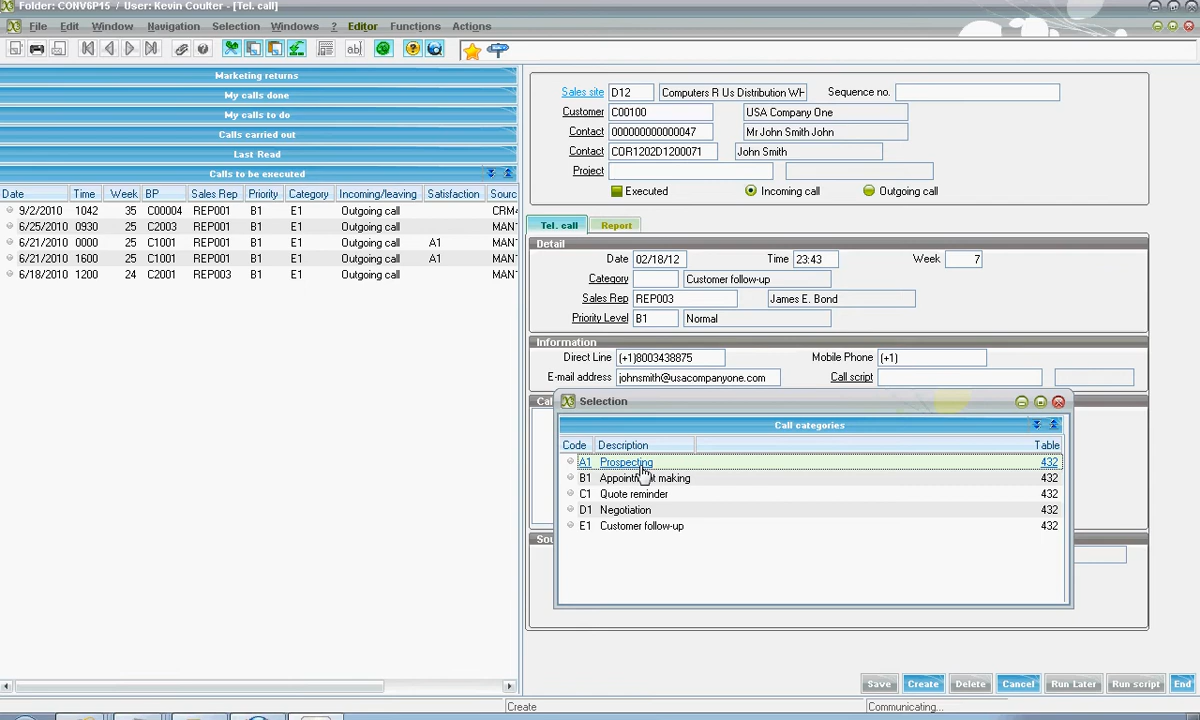 Folder: CONV6P15 / User: Kevin Coulter - [Tel. call]
File Edit Window Navigation Selection Windows ? Editor Functions Actions
Marketing returns
My calls done
My calls to do
Calls carried out
Last Read
Calls to be executed
Date Time Week BP Sales Rep Priority Category Incoming/leaving Satisfaction Sourc
9/2/2010 1042 35 C00004 REP001 B1 E1 Outgoing call CRM4
6/25/2010 0930 25 C2003 REP001 B1 E1 Outgoing call MAN
6/21/2010 0000 25 C1001 REP001 B1 E1 Outgoing call A1 MAN
6/21/2010 1600 25 C1001 REP001 B1 E1 Outgoing call A1 MAN
6/18/2010 1200 24 C2001 REP003 B1 E1 Outgoing call MAN
Sales site D12 Computers R Us Distribution WH Sequence no.
Customer C00100 USA Company One
Contact 000000000000047 Mr John Smith John
Contact COR1202D1200071 John Smith
Project
Executed Incoming call Outgoing call
Tel. call Report
Detail
Date 02/18/12 Time 23:43 Week 7
Category Customer follow-up
Sales Rep REP003 James E. Bond
Priority Level B1 Normal
Information
Direct Line (+1)8003438875 Mobile Phone (+1)
E-mail address johnsmith@usacompanyone.com Call script
Cal
Selection
Call categories
Code Description Table
A1 Prospecting 432
B1 Appointment making 432
C1 Quote reminder 432
D1 Negotiation 432
E1 Customer follow-up 432
Sou
Save Create Delete Cancel Run Later Run script End
Create Communicating...